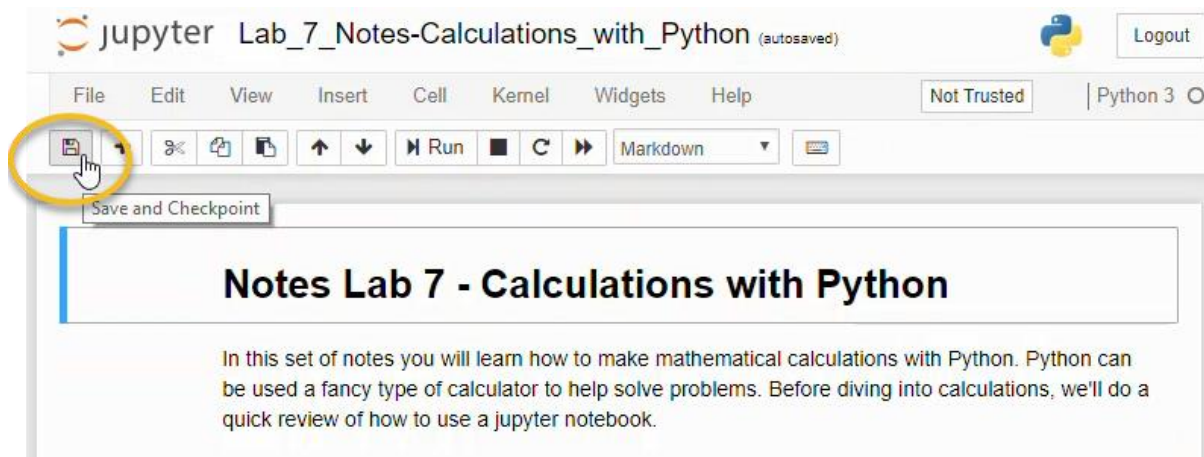 jupyter Lab_7_Notes-Calculations_with_Python (autosaved) Logout
File Edit View Insert Cell Kernel Widgets Help Not Trusted Python 3
Run Markdown
Save and Checkpoint
Notes Lab 7 - Calculations with Python
In this set of notes you will learn how to make mathematical calculations with Python. Python can
be used a fancy type of calculator to help solve problems. Before diving into calculations, we'll do a
quick review of how to use a jupyter notebook.